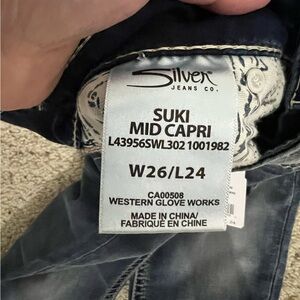 Silver
JEANS CO.
SUKI
MID CAPRI
L43956SWL302 1001982
W26/L24
CA00508
WESTERN GLOVE WORKS
MADE IN CHINA/
FABRIQUÉ EN CHINE